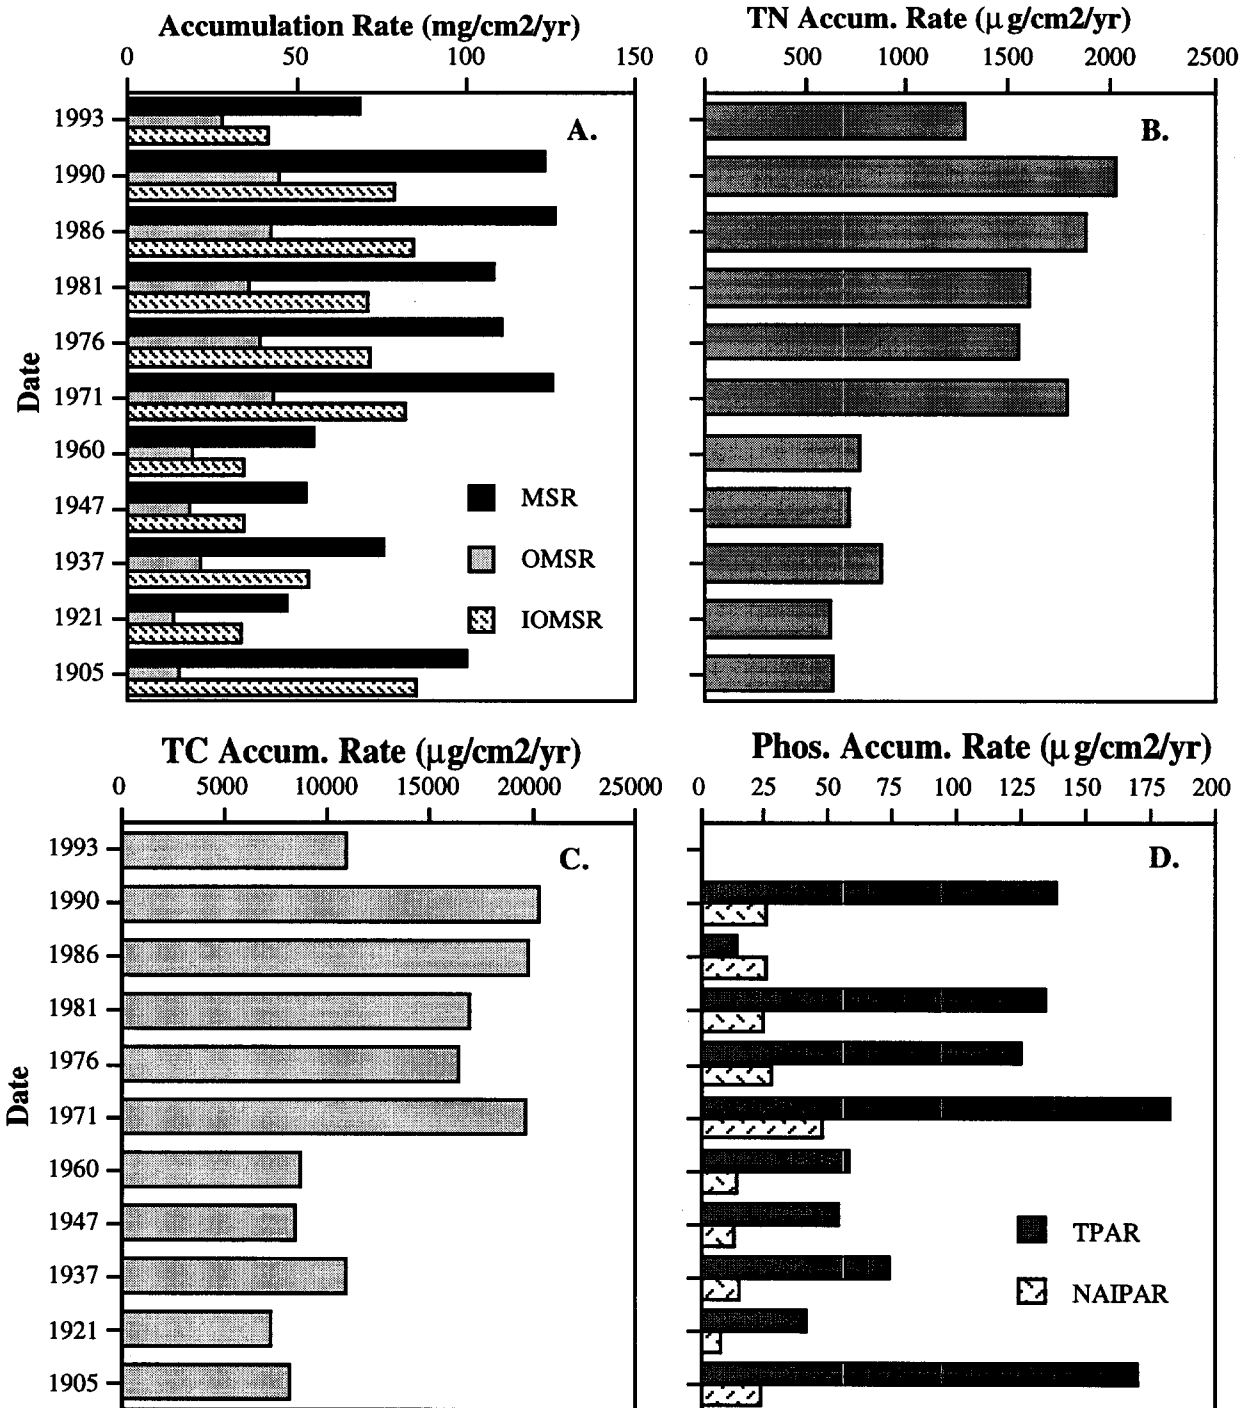 Accumulation Rate (mg/cm2/yr)
0 50 100 150
A.
Date
1993
1990
1986
1981
1976
1971
1960
1947
1937
1921
1905
MSR
OMSR
IOMSR
TN Accum. Rate (μg/cm2/yr)
0 500 1000 1500 2000 2500
B.
TC Accum. Rate (μg/cm2/yr)
0 5000 10000 15000 20000 25000
C.
Date
1993
1990
1986
1981
1976
1971
1960
1947
1937
1921
1905
Phos. Accum. Rate (μg/cm2/yr)
0 25 50 75 100 125 150 175 200
D.
TPAR
NAIPAR